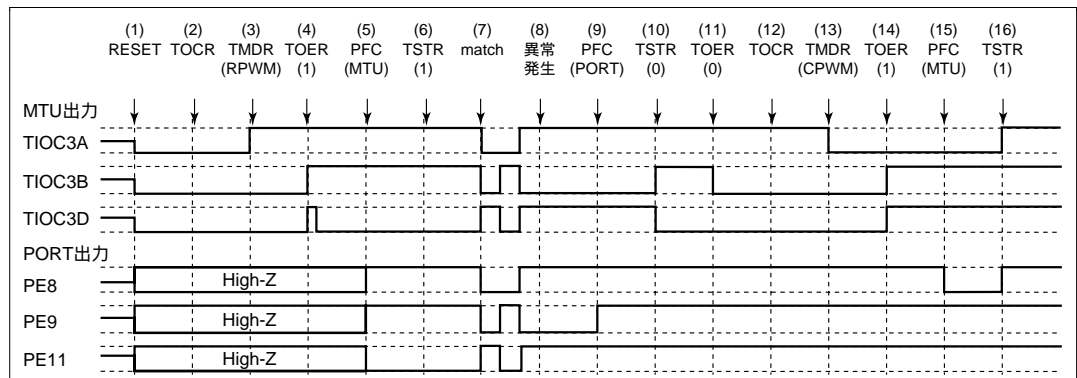 (1) (2) (3) (4) (5) (6) (7) (8) (9) (10) (11) (12) (13) (14) (15) (16)
RESET TOCR TMDR TOER PFC TSTR match 異常 PFC TSTR TOER TOCR TMDR TOER PFC TSTR
(RPWM) (1) (MTU) (1) 発生 (PORT) (0) (0) (CPWM) (1) (MTU) (1)
MTU出力
TIOC3A
TIOC3B
TIOC3D
PORT出力
PE8 High-Z
PE9 High-Z
PE11 High-Z